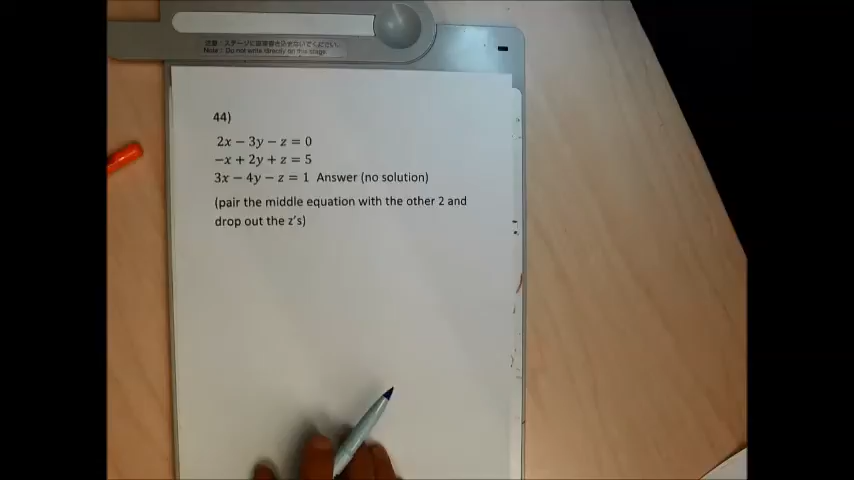 Note : Do not write directly on this stage.
44)
2x − 3y − z = 0
−x + 2y + z = 5
3x − 4y − z = 1 Answer (no solution)
(pair the middle equation with the other 2 and
drop out the z's)